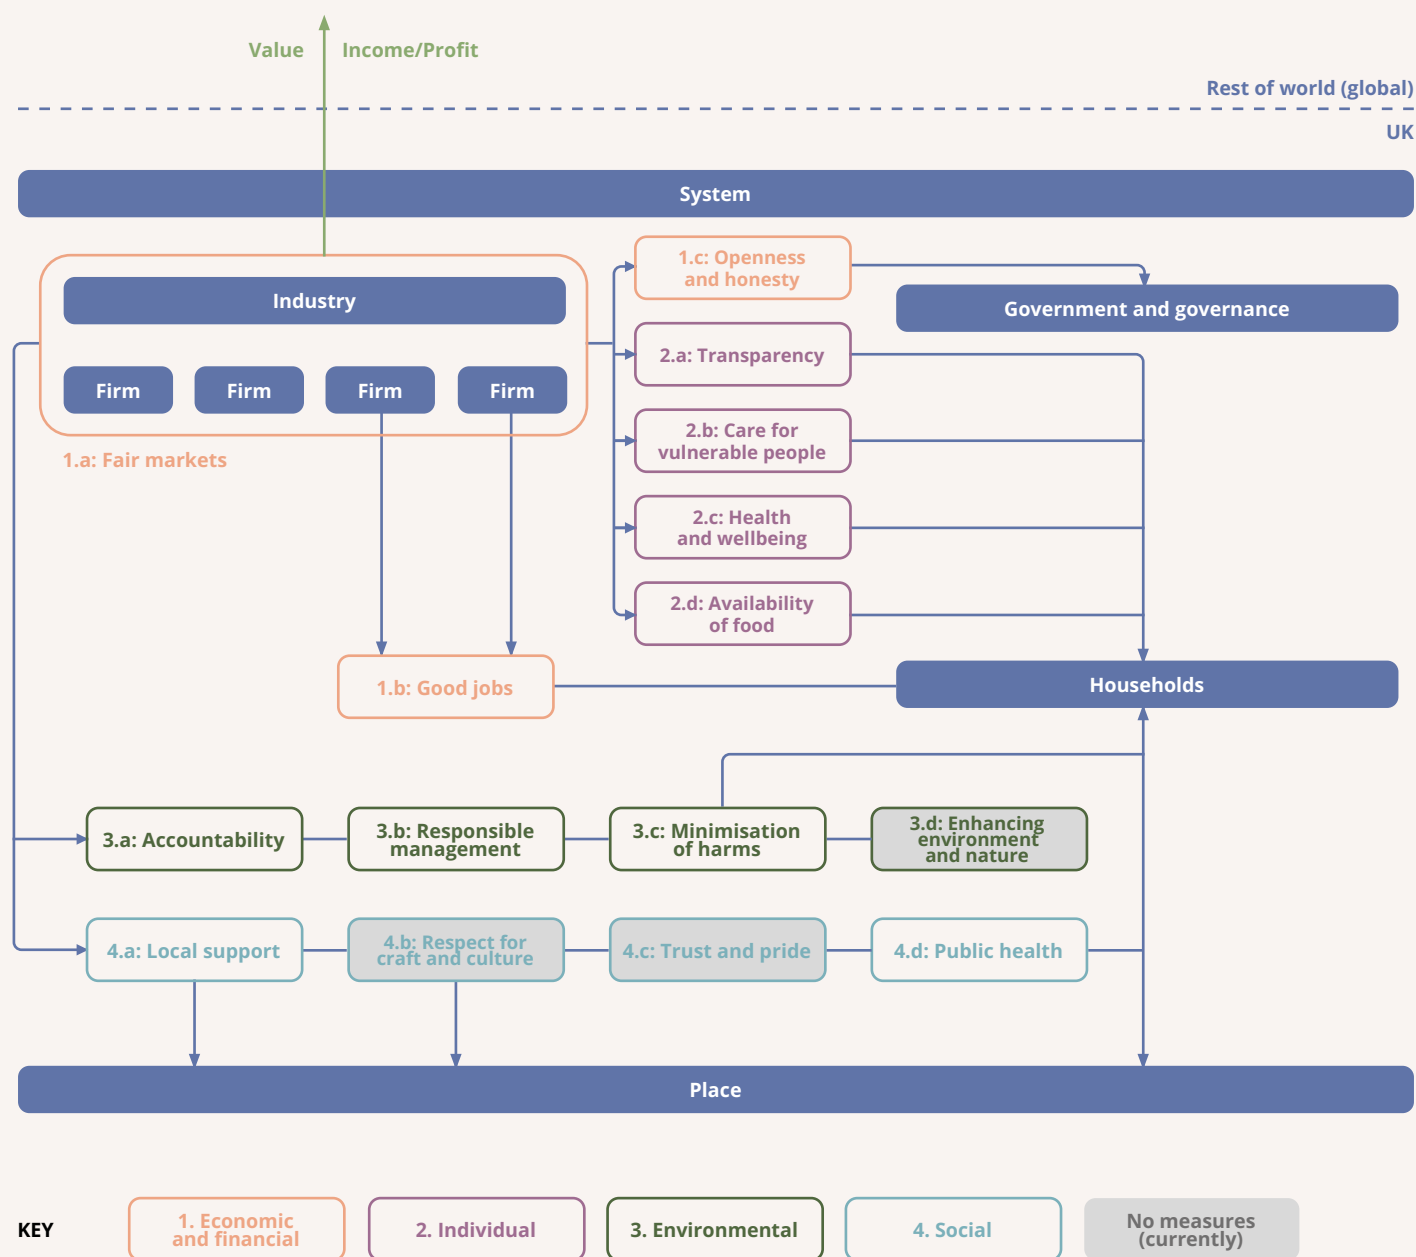 Value
Income/Profit
Rest of world (global)
UK
System
1.c: Openness
and honesty
Industry
Government and governance
2.a: Transparency
Firm
Firm
Firm
Firm
2.b: Care for
vulnerable people
1.a: Fair markets
2.c: Health
and wellbeing
2.d: Availability
of food
1.b: Good jobs
Households
3.a: Accountability
3.b: Responsible
management
3.c: Minimisation
of harms
3.d: Enhancing
environment
and nature
4.a: Local support
4.b: Respect for
craft and culture
4.c: Trust and pride
4.d: Public health
Place
KEY
1. Economic
and financial
2. Individual
3. Environmental
4. Social
No measures
(currently)